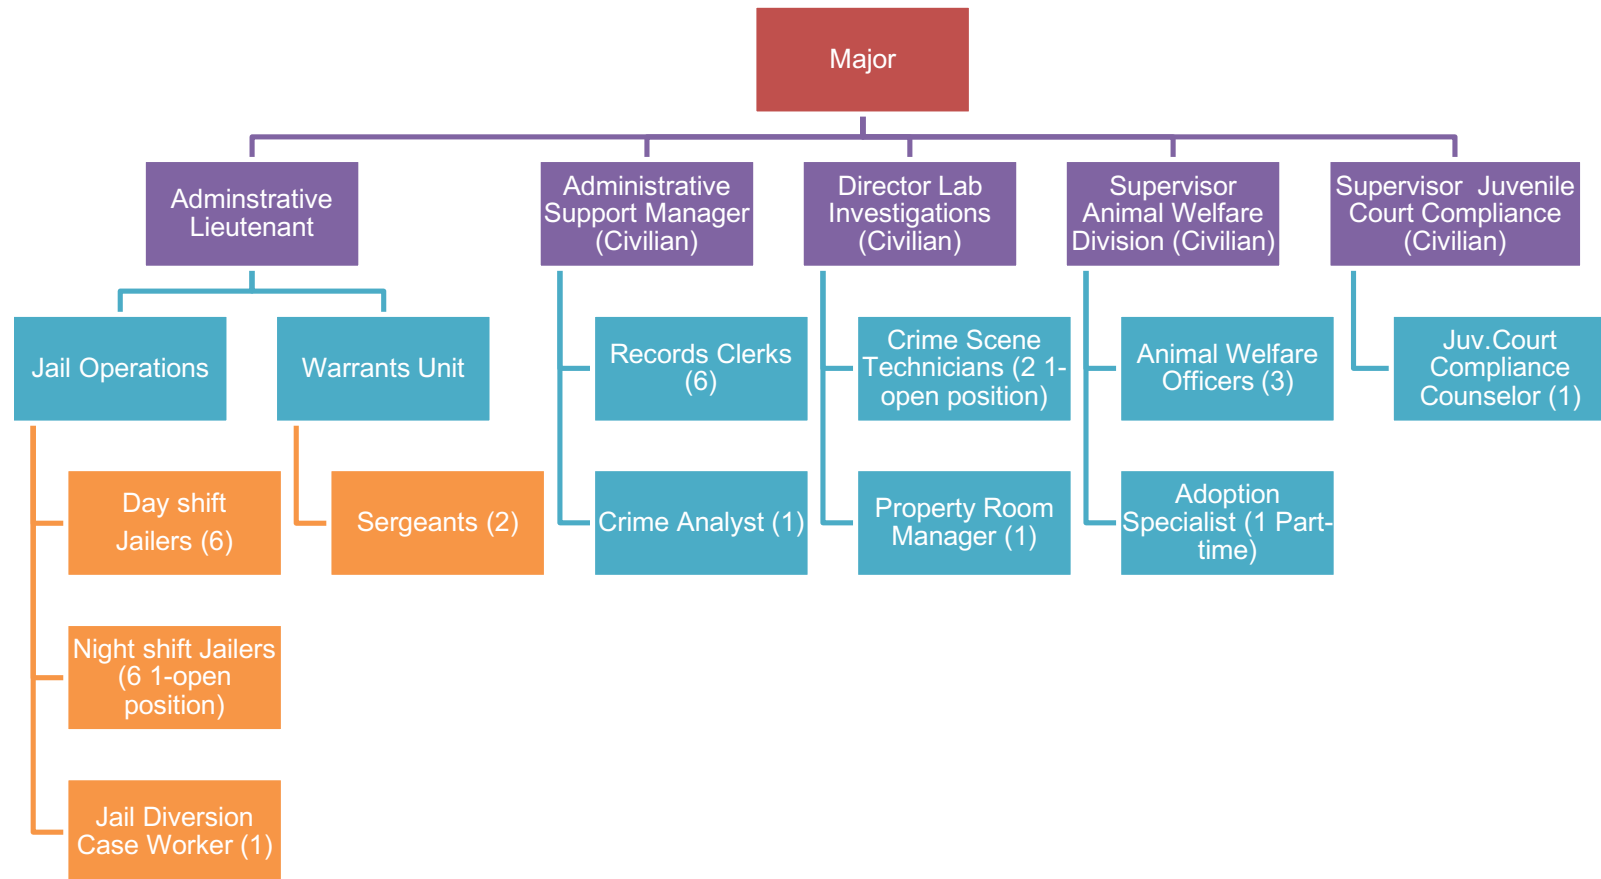 Major
Adminstrative
Lieutenant
Administrative
Support Manager
(Civilian)
Director Lab
Investigations
(Civilian)
Supervisor
Animal Welfare
Division (Civilian)
Supervisor  Juvenile
Court Compliance
(Civilian)
Jail Operations
Warrants Unit
Records Clerks
(6)
Crime Scene
Technicians (2 1-
open position)
Animal Welfare
Officers (3)
Juv.Court
Compliance
Counselor (1)
Day shift
Jailers (6)
Sergeants (2)
Crime Analyst (1)
Property Room
Manager (1)
Adoption
Specialist (1 Part-
time)
Night shift Jailers
(6 1-open
position)
Jail Diversion
Case Worker (1)